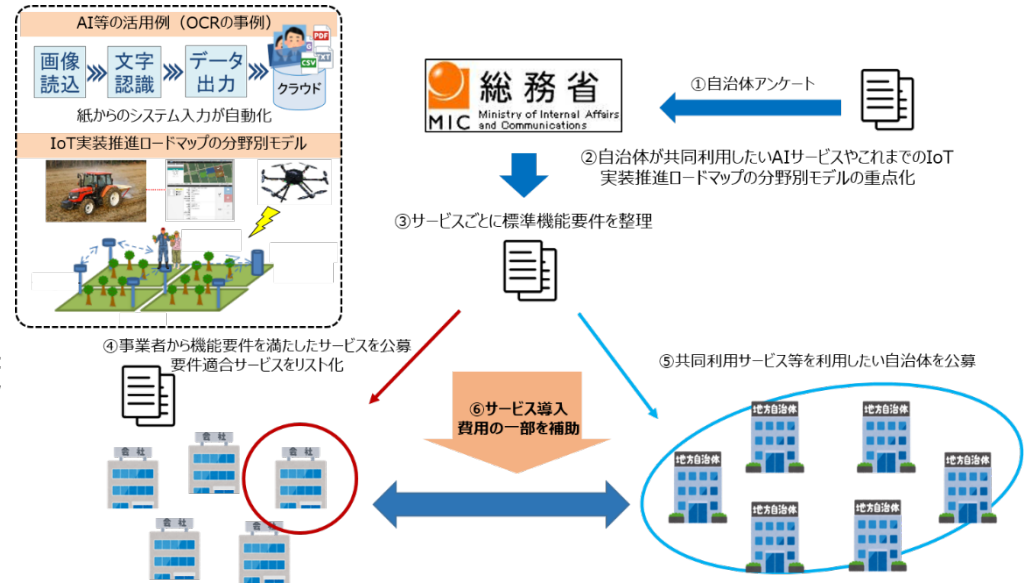 AI等の活用例（OCRの事例）
画像
読込
文字
認識
データ
出力
PDF
CSV
TXT
クラウド
紙からのシステム入力が自動化
IoT実装推進ロードマップの分野別モデル
総務省
MIC Ministry of Internal Affairs
and Communications
①自治体アンケート
②自治体が共同利用したいAIサービスやこれまでのIoT
実装推進ロードマップの分野別モデルの重点化
③サービスごとに標準機能要件を整理
④事業者から機能要件を満たしたサービスを公募
要件適合サービスをリスト化
⑤共同利用サービス等を利用したい自治体を公募
⑥サービス導入
費用の一部を補助
会社
会社
会社
会社
会社
地方自治体
地方自治体
地方自治体
地方自治体
地方自治体
地方自治体